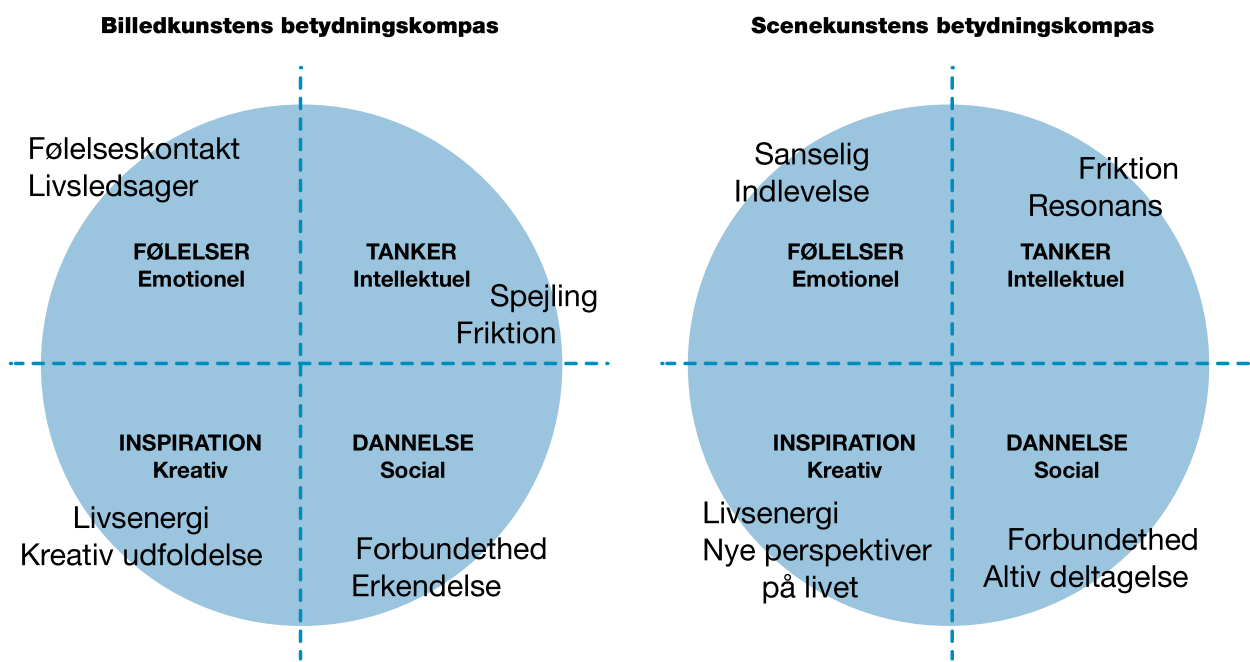 Billedkunstens betydningskompas
Følelseskontakt
Livsledsager
FØLELSER
Emotionel
TANKER
Intellektuel
Spejling
Friktion
INSPIRATION
Kreativ
Livsenergi
Kreativ udfoldelse
DANNELSE
Social
Forbundethed
Erkendelse
Scenekunstens betydningskompas
Sanselig
Indlevelse
FØLELSER
Emotionel
Friktion
Resonans
TANKER
Intellektuel
INSPIRATION
Kreativ
Livsenergi
Nye perspektiver
på livet
DANNELSE
Social
Forbundethed
Altiv deltagelse